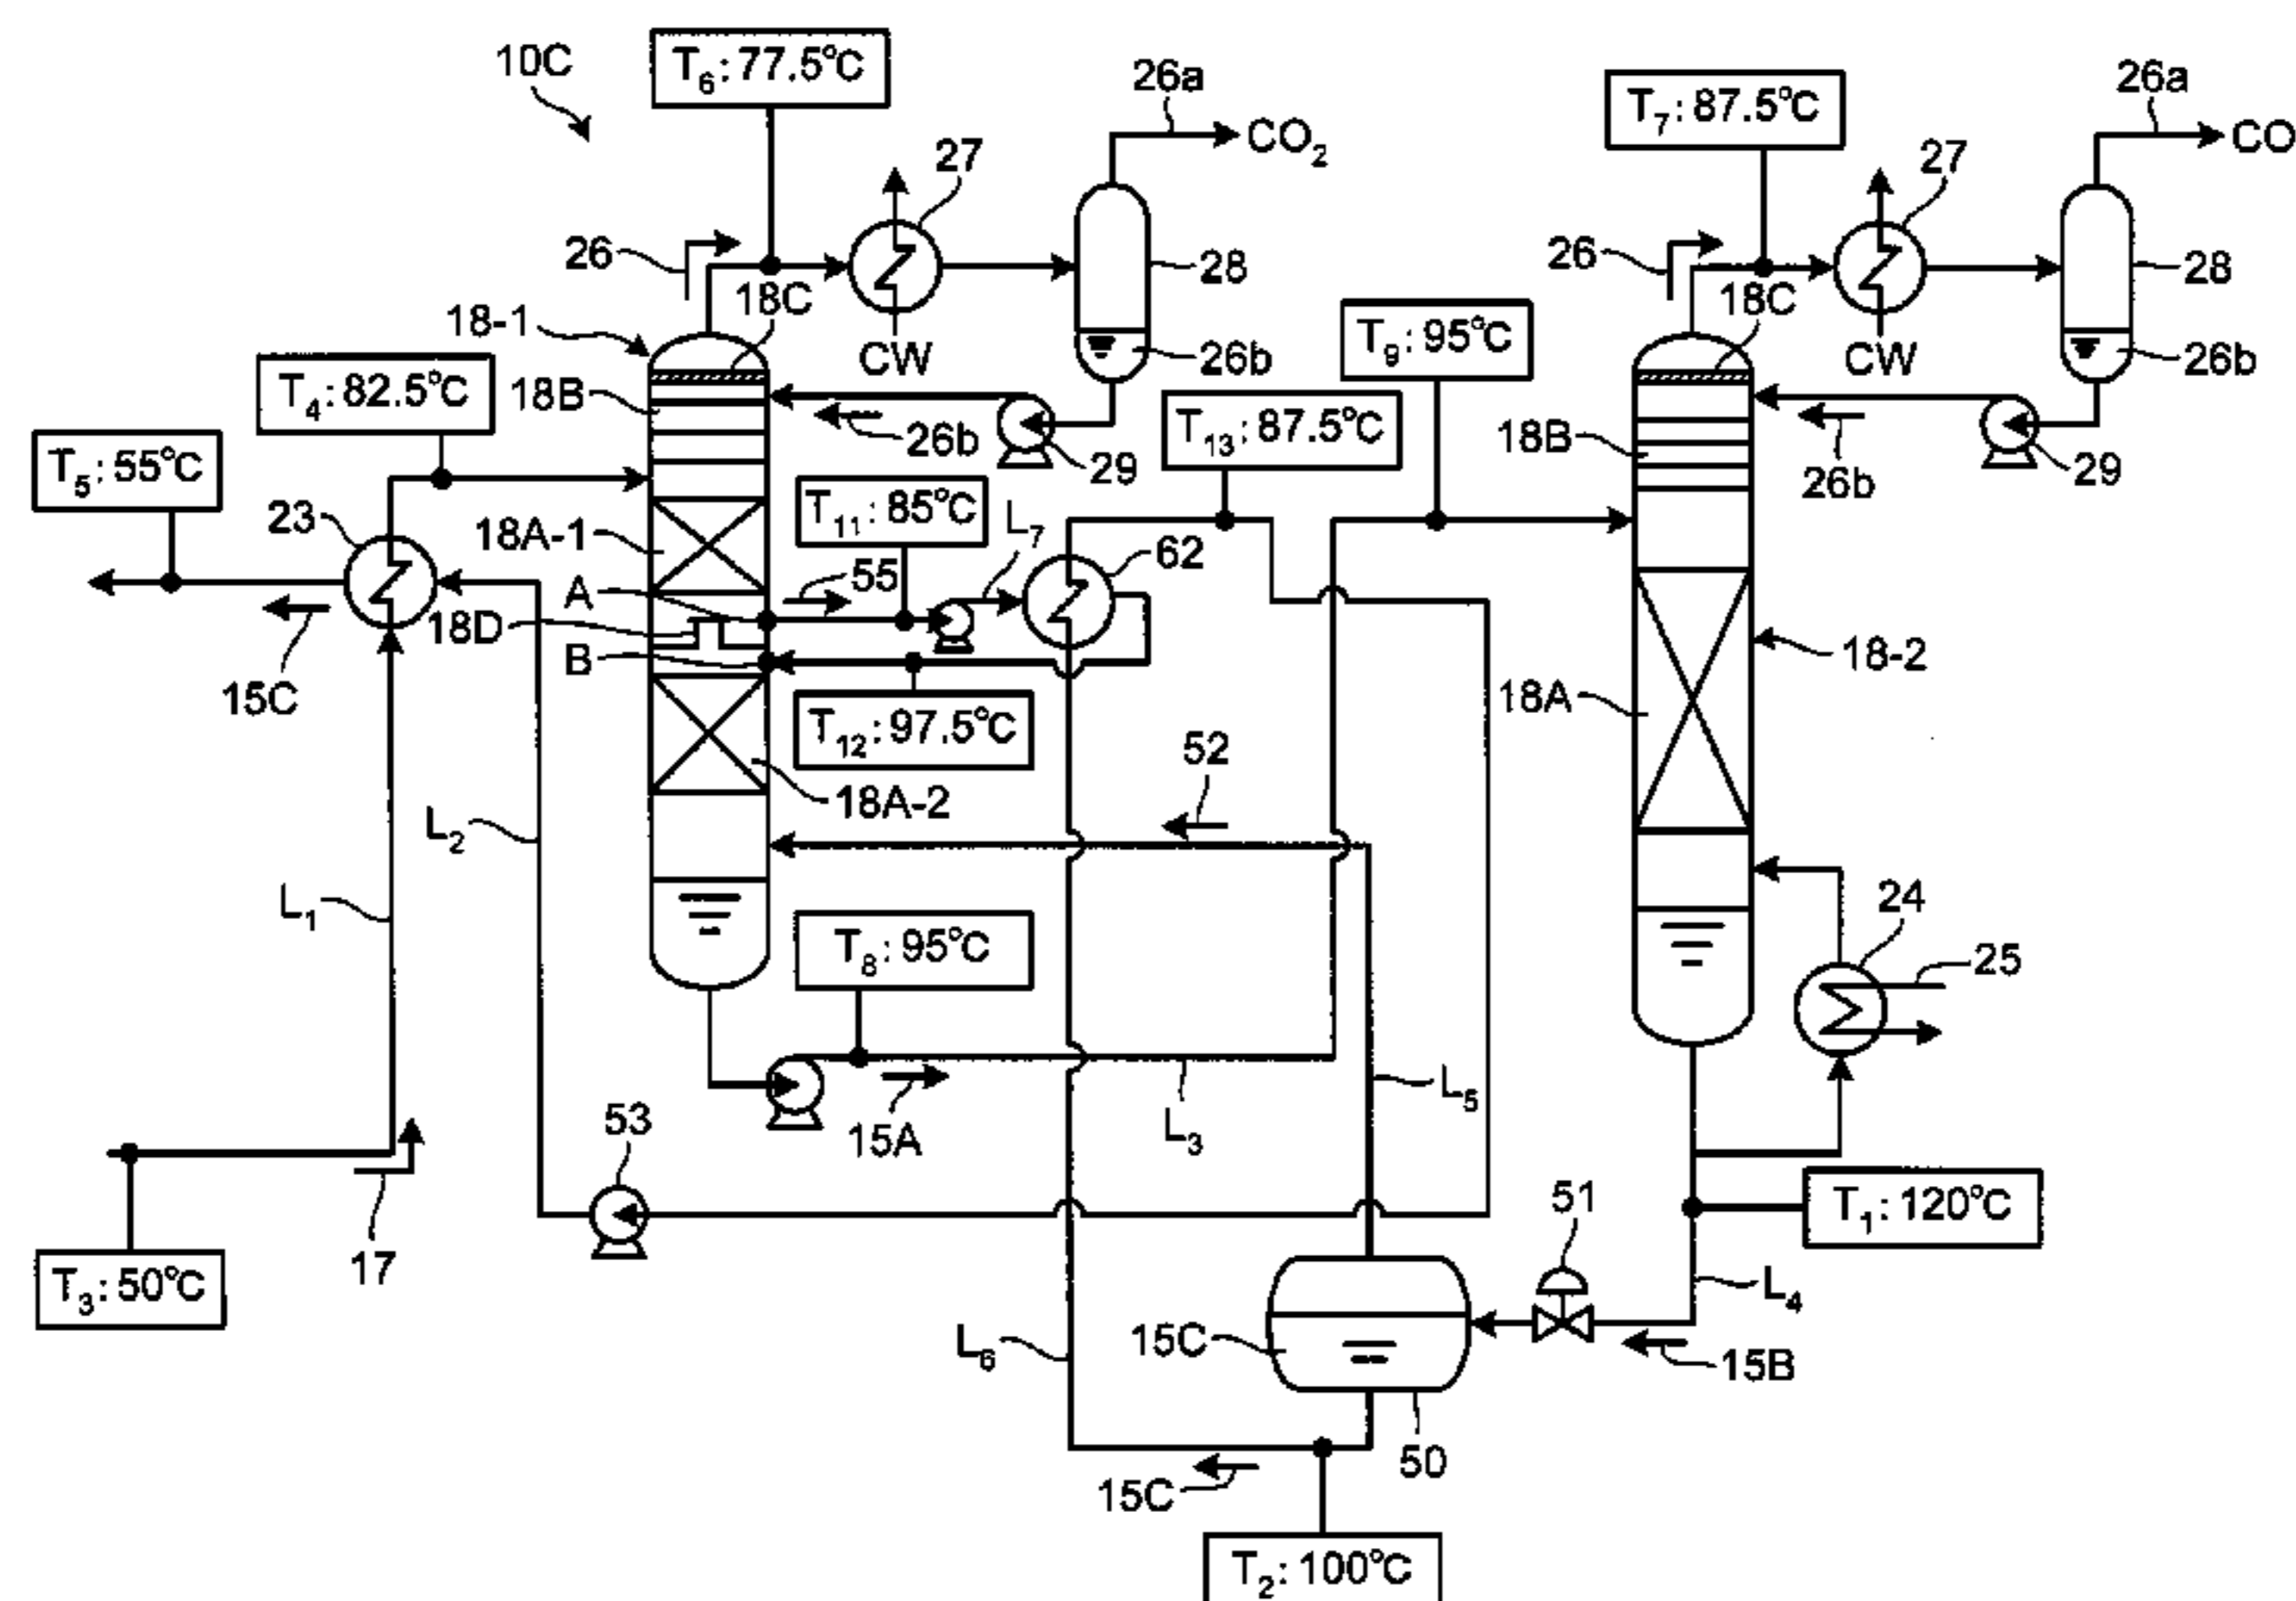 10C
T6: 77.5°C
26a
CO2
T7: 87.5°C
26a
CO
27
27
26
18C
28
26
18C
28
18-1
CW
26b
T9: 95°C
CW
26b
T4: 82.5°C
18B
26b
29
T13: 87.5°C
18B
26b
29
T5: 55°C
23
18A-1
T11: 85°C
L7
62
A
55
18D
B
15C
T12: 97.5°C
18A
18-2
52
18A-2
L2
L1
T8: 95°C
24
25
15A
L3
L5
53
17
51
T1: 120°C
T3: 50°C
L6
15C
L4
15B
15C
50
T2: 100°C